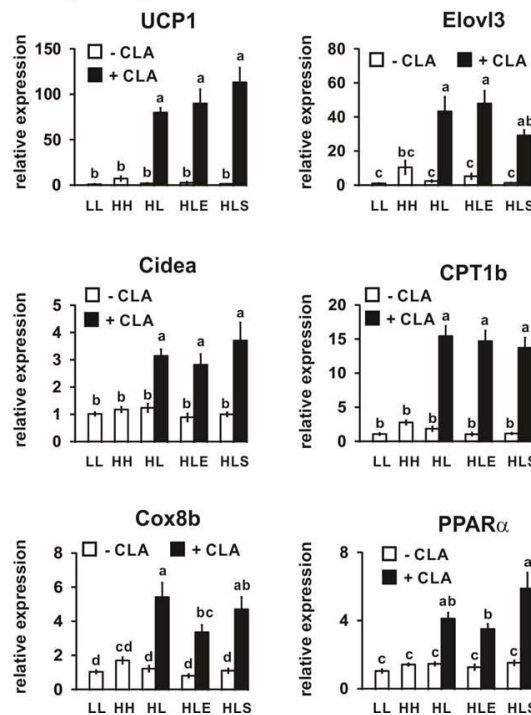 UCP1
relative expression
150
100
50
0
- CLA
+ CLA
b b b a b a b a
LL HH HL HLE HLS
Elovl3
relative expression
80
60
40
20
0
- CLA + CLA
c bc c a c a c ab
LL HH HL HLE HLS
Cidea
relative expression
5
4
3
2
1
0
- CLA
+ CLA
b b b a b a b a
LL HH HL HLE HLS
CPT1b
relative expression
20
15
10
5
0
- CLA
+ CLA
b b b a b a b a
LL HH HL HLE HLS
Cox8b
relative expression
8
6
4
2
0
- CLA + CLA
d cd d a d bc d ab
LL HH HL HLE HLS
PPARα
relative expression
8
4
0
- CLA
+ CLA
c c c ab c b c a
LL HH HL HLE HLS